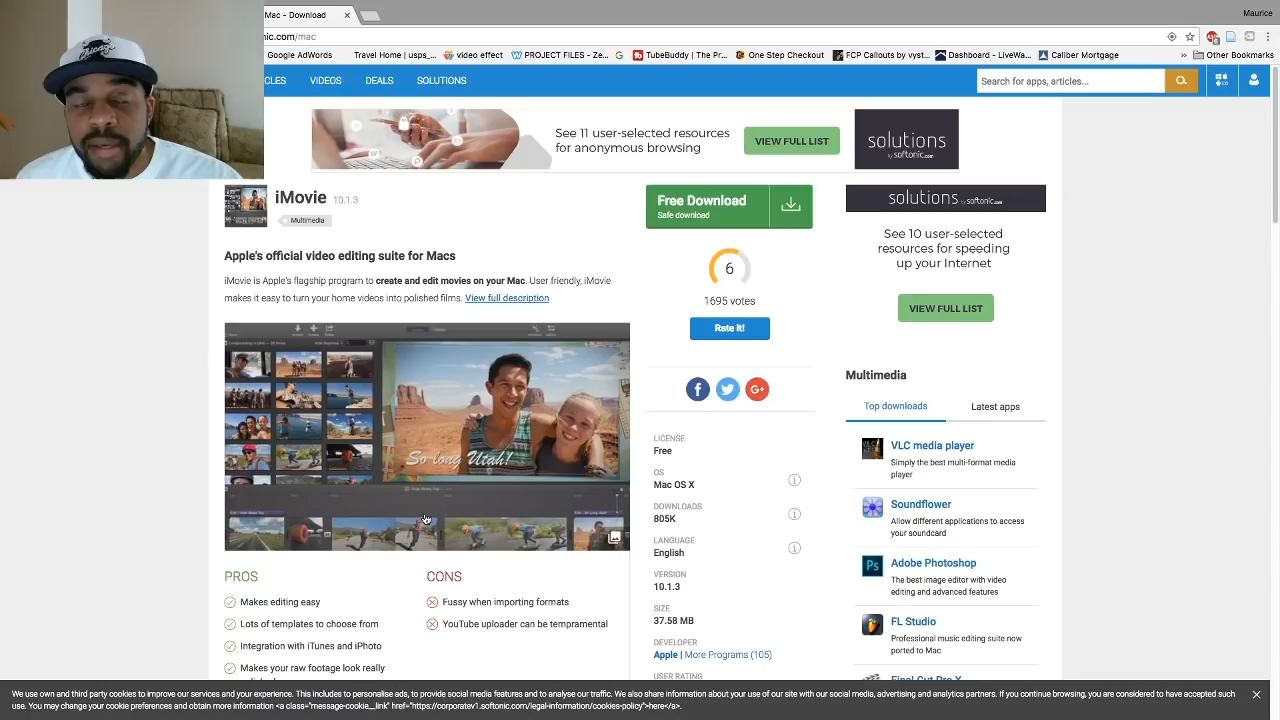 Mac - Download
Maurice
nic.com/mac
Google AdWords
Travel Home | usps_...
video effect
PROJECT FILES - Ze...
TubeBuddy | The Pr...
One Step Checkout
FCP Callouts by vyst...
Dashboard - LiveWa...
Caliber Mortgage
»
Other Bookmarks
CLES
VIDEOS
DEALS
SOLUTIONS
Search for apps, articles...
See 11 user-selected resources
for anonymous browsing
VIEW FULL LIST
solutions
by softonic.com
iMovie 10.1.3
Multimedia
Apple's official video editing suite for Macs
iMovie is Apple's flagship program to create and edit movies on your Mac. User friendly, iMovie
makes it easy to turn your home videos into polished films. View full description
So long Utah!
PROS
Makes editing easy
Lots of templates to choose from
Integration with iTunes and iPhoto
Makes your raw footage look really
CONS
Fussy when importing formats
YouTube uploader can be tempramental
Free Download
Safe download
6
1695 votes
Rate it!
LICENSE
Free
OS
Mac OS X
DOWNLOADS
805K
LANGUAGE
English
VERSION
10.1.3
SIZE
37.58 MB
DEVELOPER
Apple | More Programs (105)
USER RATING
solutions by softonic.com
See 10 user-selected
resources for speeding
up your Internet
VIEW FULL LIST
Multimedia
Top downloads
Latest apps
VLC media player
Simply the best multi-format media
player
Soundflower
Allow different applications to access
your soundcard
Adobe Photoshop
The best image editor with video
editing and advanced features
FL Studio
Professional music editing suite now
ported to Mac
Final Cut Pro X
We use own and third party cookies to improve our services and your experience. This includes to personalise ads, to provide social media features and to analyse our traffic. We also share information about your use of our site with our social media, advertising and analytics partners. If you continue browsing, you are considered to have accepted such
use. You may change your cookie preferences and obtain more information <a class="message-cookie__link" href="https://corporatev1.softonic.com/legal-information/cookies-policy">here</a>.